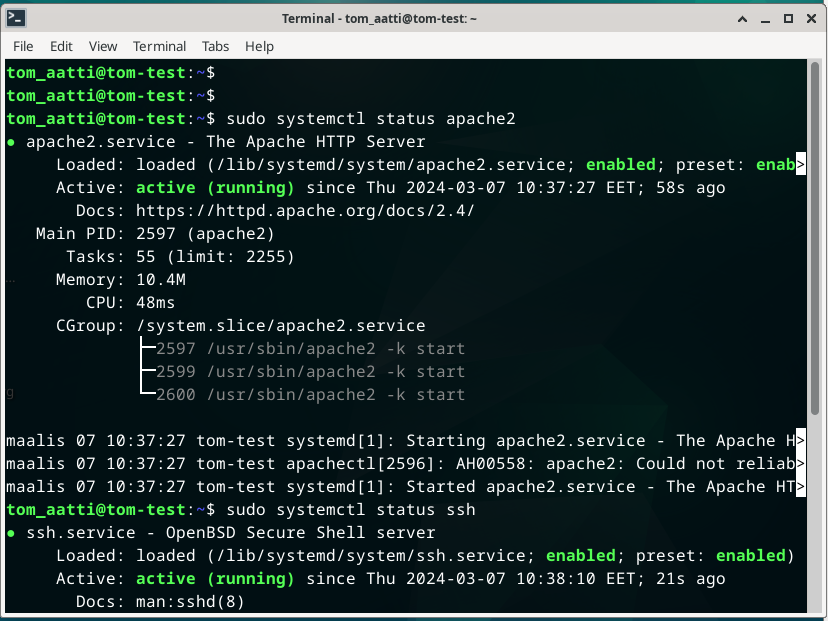 Terminal - tom_aatti@tom-test: ~
File Edit View Terminal Tabs Help
tom_aatti@tom-test:~$
tom_aatti@tom-test:~$
tom_aatti@tom-test:~$ sudo systemctl status apache2
● apache2.service - The Apache HTTP Server
     Loaded: loaded (/lib/systemd/system/apache2.service; enabled; preset: enab>
     Active: active (running) since Thu 2024-03-07 10:37:27 EET; 58s ago
       Docs: https://httpd.apache.org/docs/2.4/
   Main PID: 2597 (apache2)
      Tasks: 55 (limit: 2255)
     Memory: 10.4M
        CPU: 48ms
     CGroup: /system.slice/apache2.service
             ├─2597 /usr/sbin/apache2 -k start
             ├─2599 /usr/sbin/apache2 -k start
             └─2600 /usr/sbin/apache2 -k start
maalis 07 10:37:27 tom-test systemd[1]: Starting apache2.service - The Apache H>
maalis 07 10:37:27 tom-test apachectl[2596]: AH00558: apache2: Could not reliab>
maalis 07 10:37:27 tom-test systemd[1]: Started apache2.service - The Apache HT>
tom_aatti@tom-test:~$ sudo systemctl status ssh
● ssh.service - OpenBSD Secure Shell server
     Loaded: loaded (/lib/systemd/system/ssh.service; enabled; preset: enabled)
     Active: active (running) since Thu 2024-03-07 10:38:10 EET; 21s ago
       Docs: man:sshd(8)